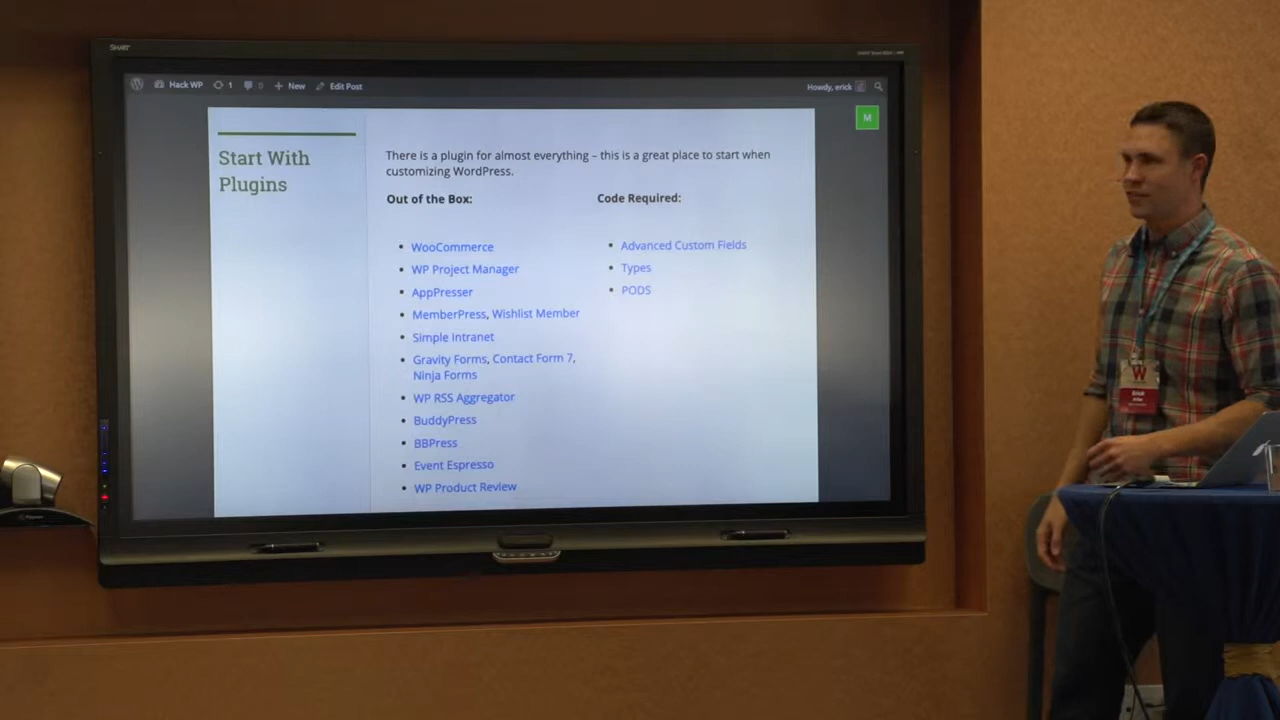 SMART
Hack WP 1 0 + New Edit Post Howdy, erick
M
Start With
Plugins
There is a plugin for almost everything – this is a great place to start when
customizing WordPress.
Out of the Box:
WooCommerce
WP Project Manager
AppPresser
MemberPress, Wishlist Member
Simple Intranet
Gravity Forms, Contact Form 7,
Ninja Forms
WP RSS Aggregator
BuddyPress
BBPress
Event Espresso
WP Product Review
Code Required:
Advanced Custom Fields
Types
PODS
W